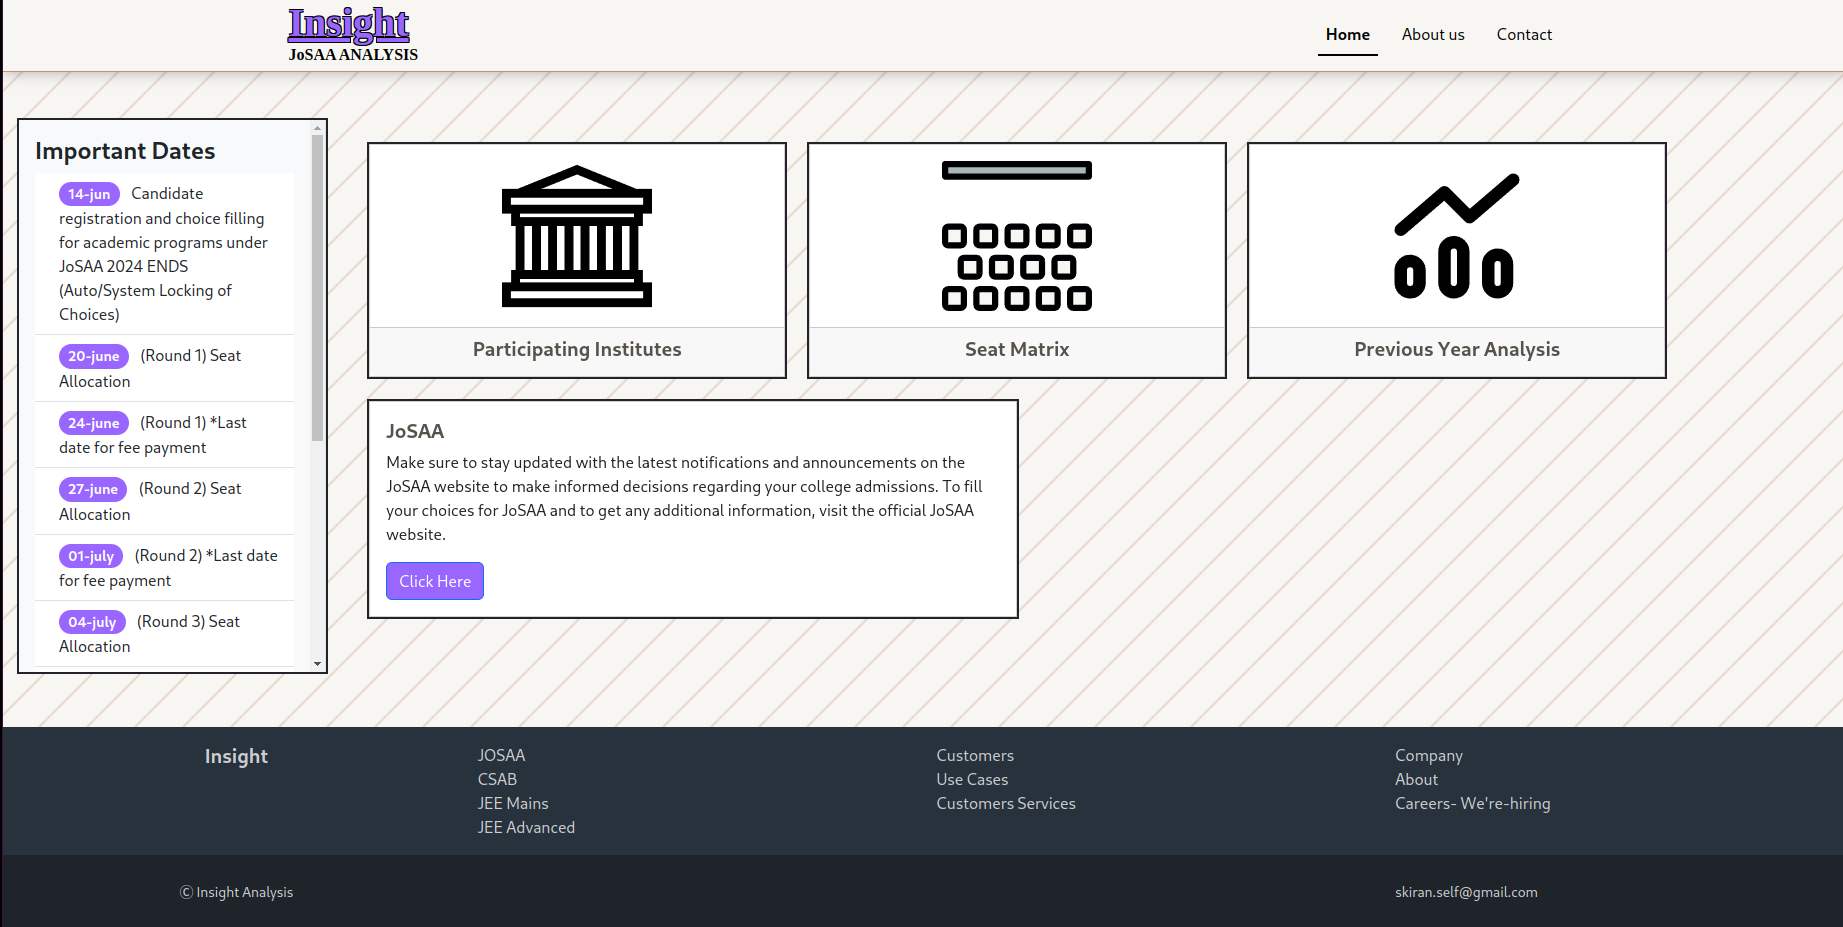 Insight
JoSAA ANALYSIS
Home
About us
Contact
Important Dates
14-jun Candidate
registration and choice filling
for academic programs under
JoSAA 2024 ENDS
(Auto/System Locking of
Choices)
20-june (Round 1) Seat
Allocation
24-june (Round 1) *Last
date for fee payment
27-june (Round 2) Seat
Allocation
01-july (Round 2) *Last date
for fee payment
04-july (Round 3) Seat
Allocation
Participating Institutes
Seat Matrix
Previous Year Analysis
JoSAA
Make sure to stay updated with the latest notifications and announcements on the
JoSAA website to make informed decisions regarding your college admissions. To fill
your choices for JoSAA and to get any additional information, visit the official JoSAA
website.
Click Here
Insight
JOSAA
CSAB
JEE Mains
JEE Advanced
Customers
Use Cases
Customers Services
Company
About
Careers- We're-hiring
© Insight Analysis
skiran.self@gmail.com